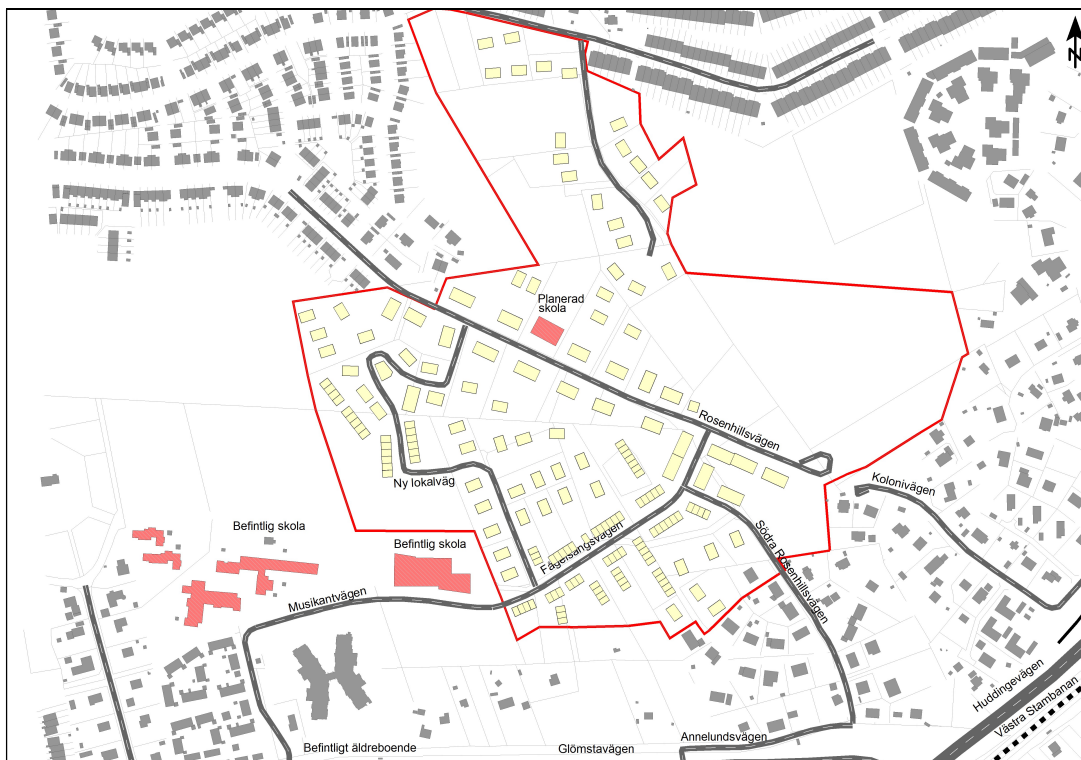 N
Planerad
skola
Rosenhillsvägen
Kolonivägen
Ny lokalväg
Befintlig skola
Befintlig skola
Fågelsångsvägen
Södra Rosenhillsvägen
Musikantvägen
Huddingevägen
Västra Stambanan
Annelundsvägen
Befintligt äldreboende
Glömstavägen